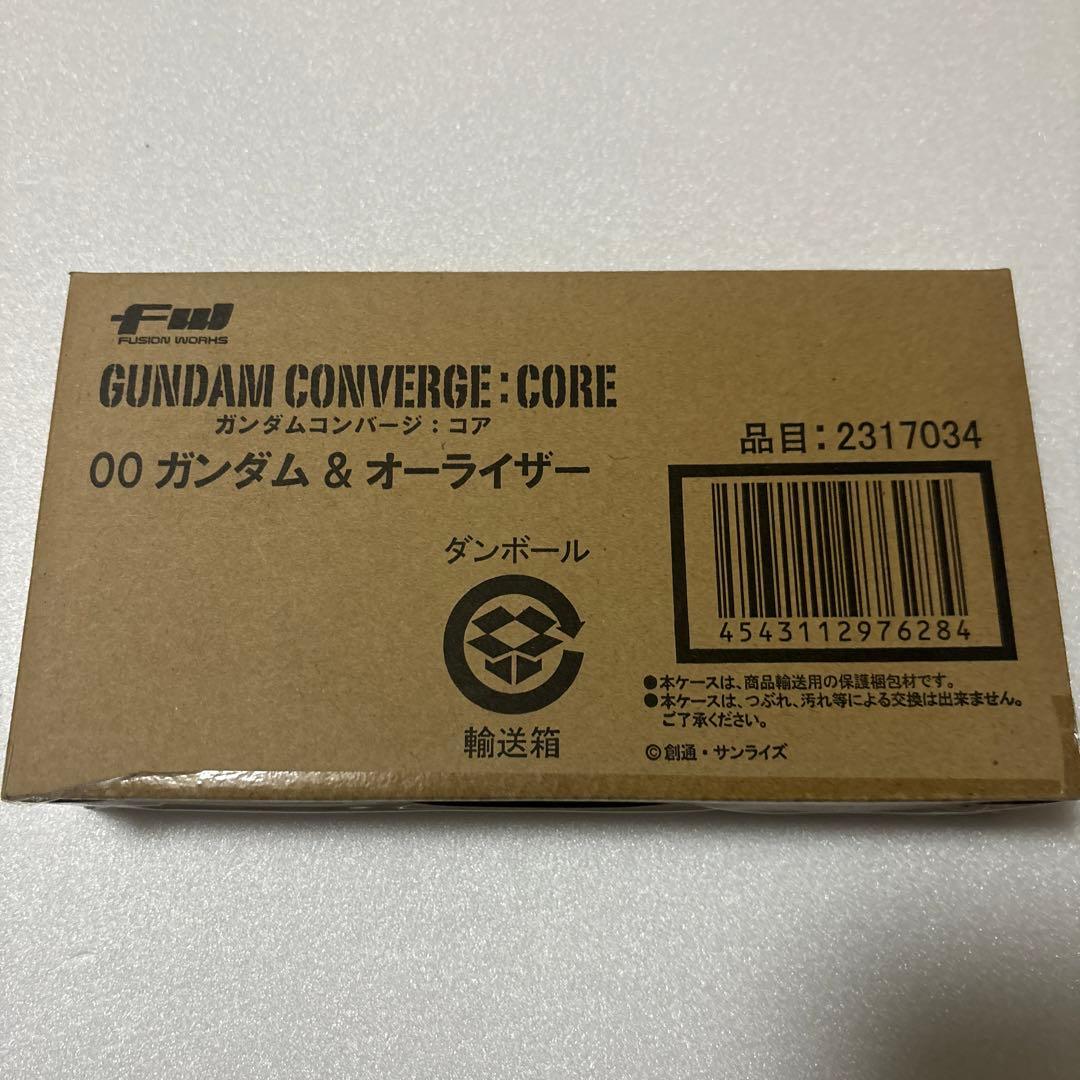 FW
FUSION WORKS
GUNDAM CONVERGE:CORE
ガンダムコンバージ：コア
00 ガンダム & オーライザー
品目：2317034
4543112976284
ダンボール
輸送箱
●本ケースは、商品輸送用の保護梱包材です。
●本ケースは、つぶれ、汚れ等による交換は出来ません。
ご了承ください。
©創通・サンライズ